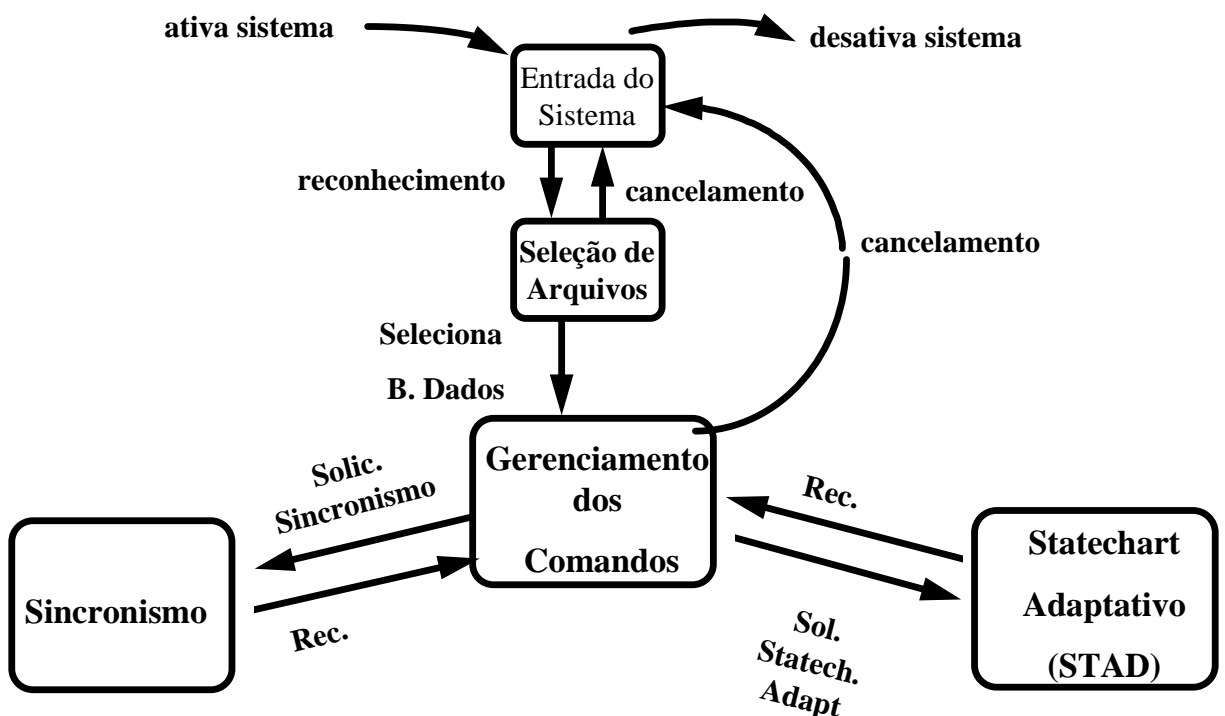 ativa sistema
desativa sistema
Entrada do
Sistema
reconhecimento
cancelamento
cancelamento
Seleção de
Arquivos
Seleciona
B. Dados
Gerenciamento
dos
Comandos
Solic.
Sincronismo
Rec.
Sincronismo
Rec.
Statechart
Adaptativo
(STAD)
Sol.
Statech.
Adapt